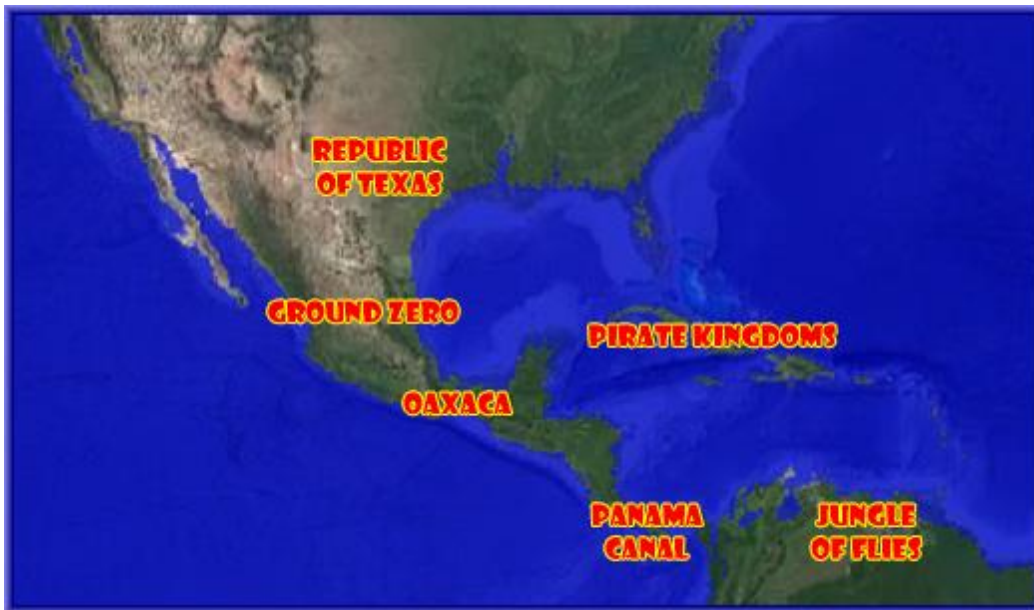 REPUBLIC
OF TEXAS
GROUND ZERO
PIRATE KINGDOMS
OAXACA
PANAMA
CANAL
JUNGLE
OF FLIES